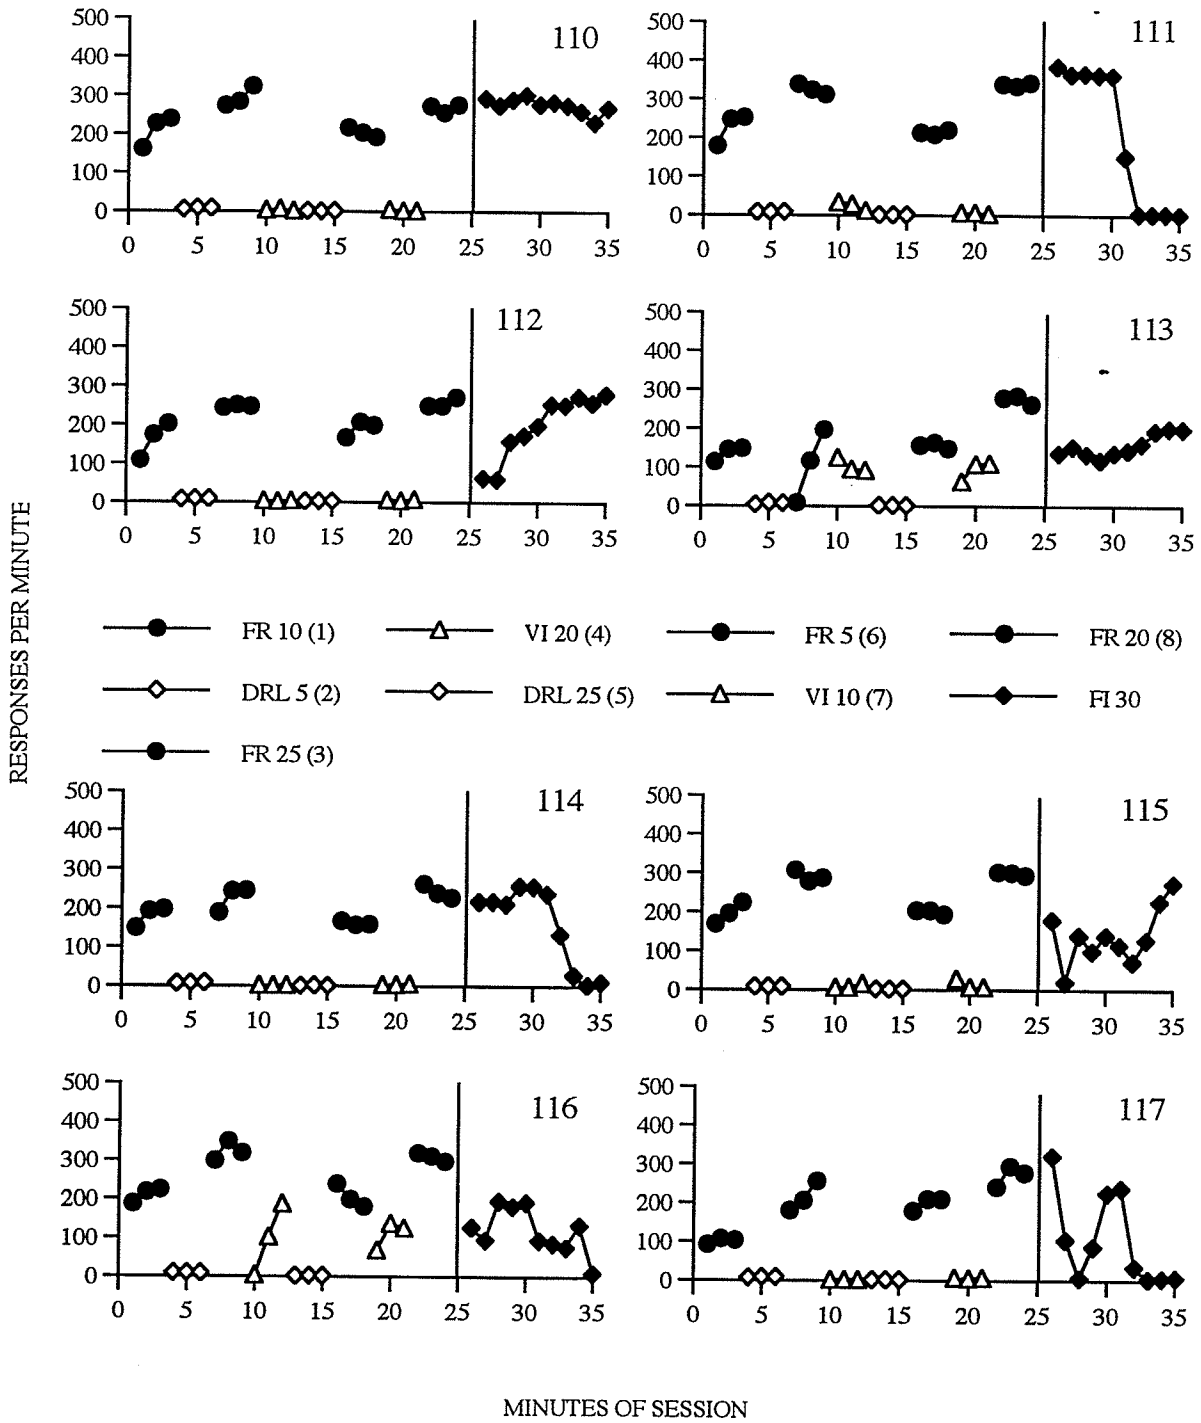 500 400 300 200 100 0
110
0 5 10 15 20 25 30 35
500 400 300 200 100 0
111
0 5 10 15 20 25 30 35
500 400 300 200 100 0
112
0 5 10 15 20 25 30 35
500 400 300 200 100 0
113
0 5 10 15 20 25 30 35
RESPONSES PER MINUTE
FR 10 (1) VI 20 (4) FR 5 (6) FR 20 (8)
DRL 5 (2) DRL 25 (5) VI 10 (7) FI 30
FR 25 (3)
500 400 300 200 100 0
114
0 5 10 15 20 25 30 35
500 400 300 200 100 0
115
0 5 10 15 20 25 30 35
500 400 300 200 100 0
116
0 5 10 15 20 25 30 35
500 400 300 200 100 0
117
0 5 10 15 20 25 30 35
MINUTES OF SESSION